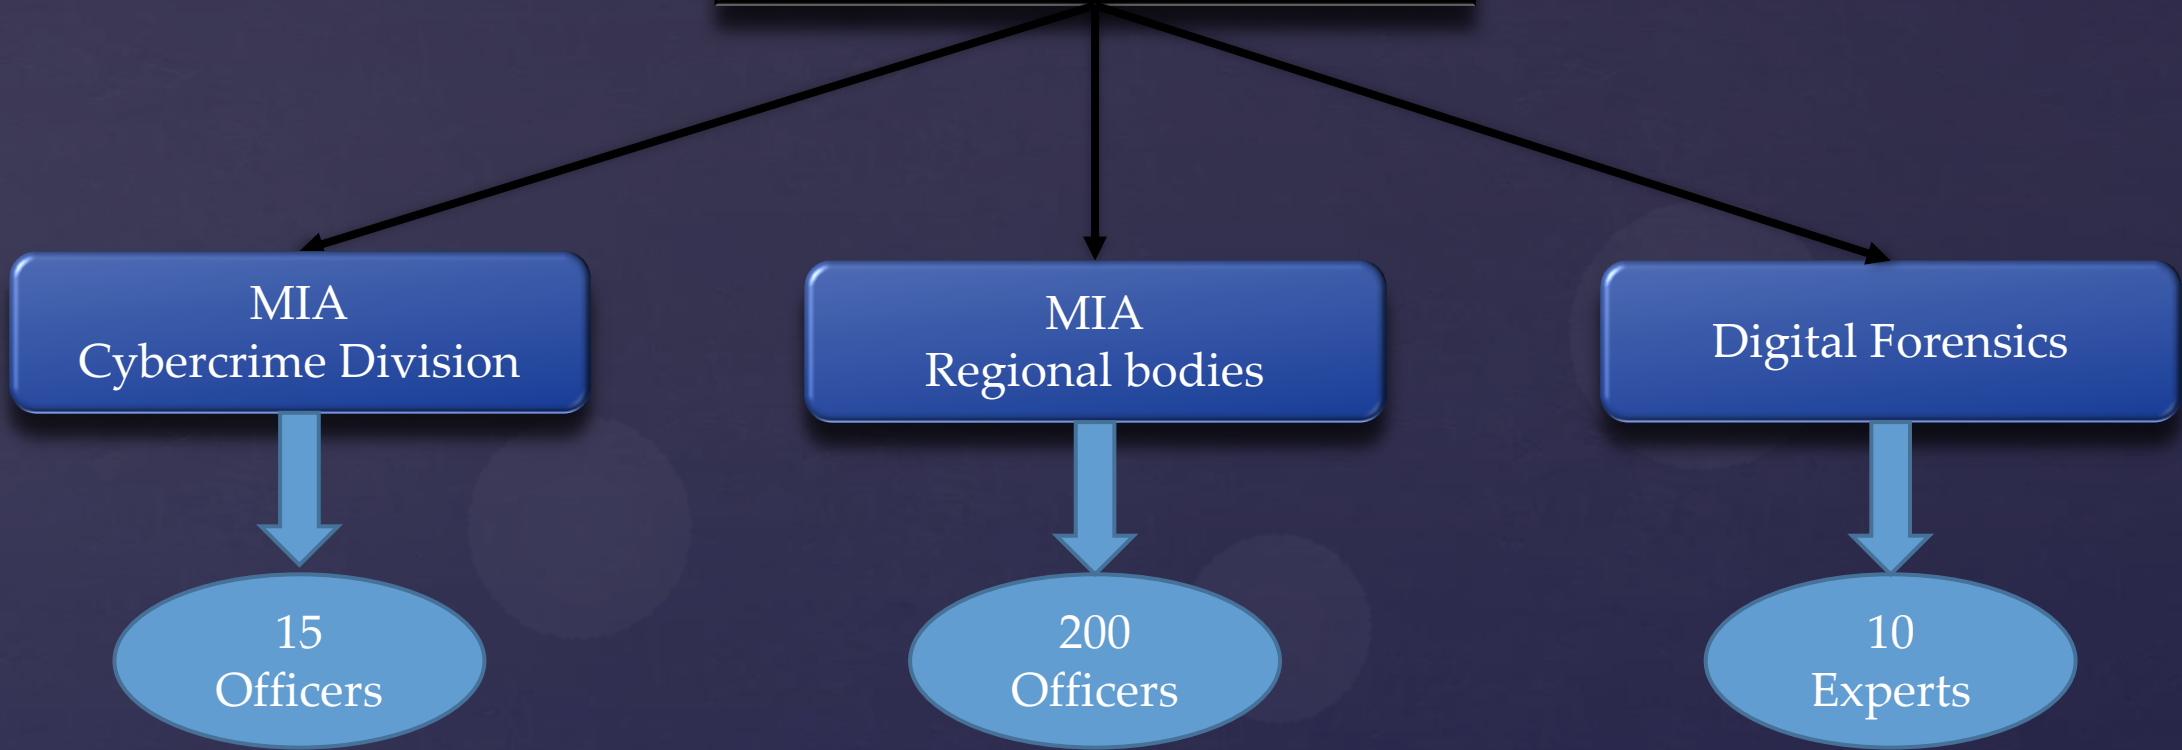 MIA
Cybercrime Division
MIA
Regional bodies
Digital Forensics
15
Officers
200
Officers
10
Experts